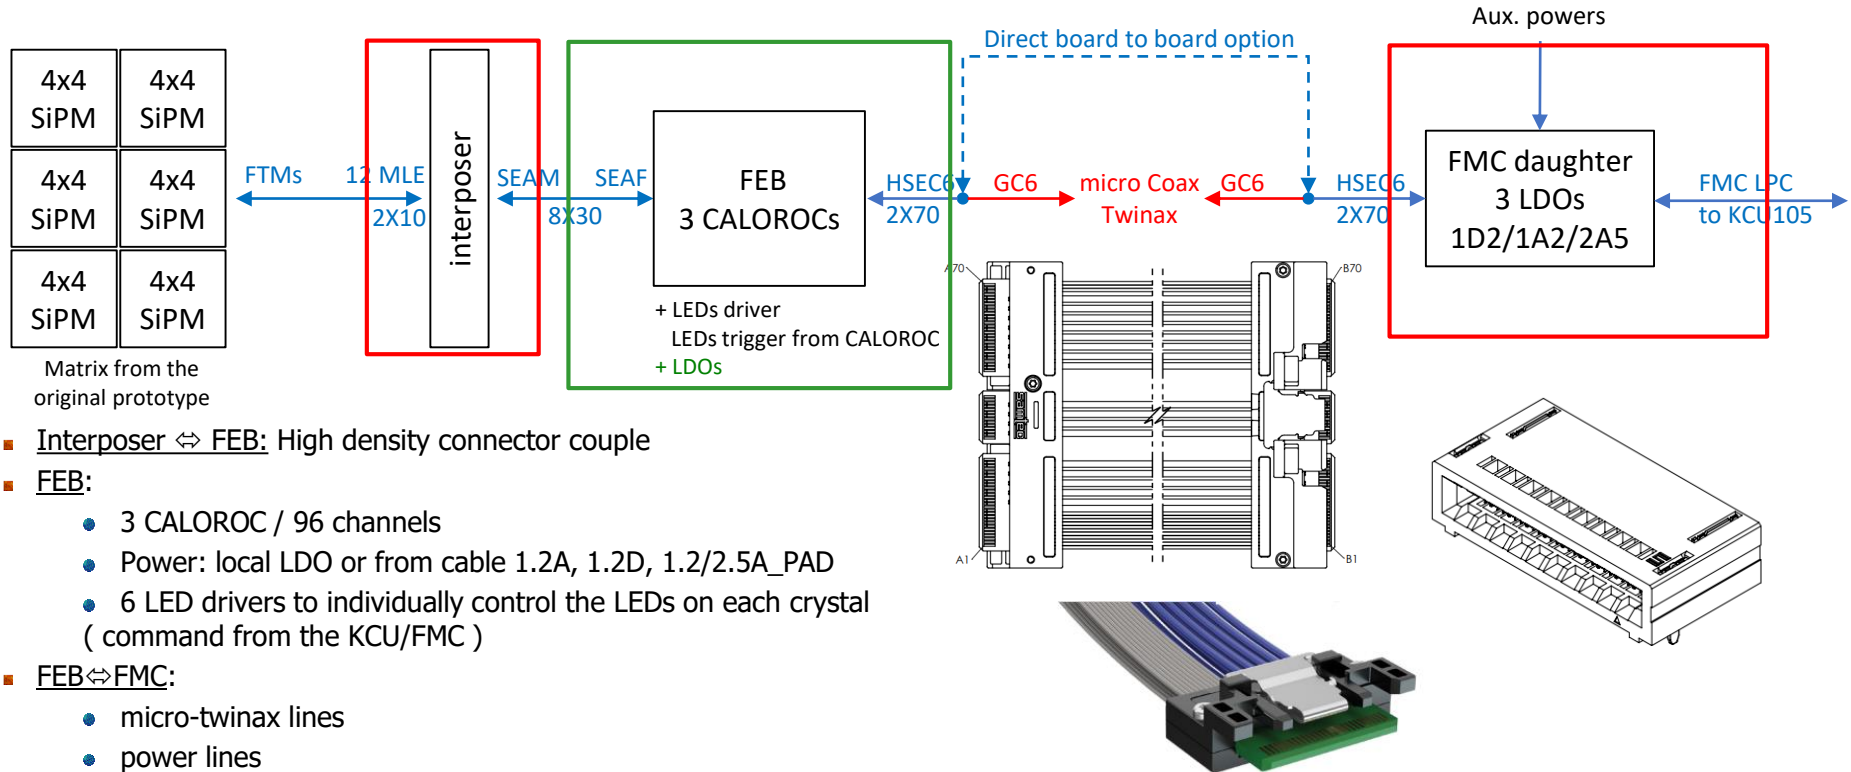 Aux. powers
Direct board to board option
4x4 SiPM
4x4 SiPM
4x4 SiPM
4x4 SiPM
4x4 SiPM
4x4 SiPM
Matrix from the
original prototype
FTMs
12 MLE
2X10
interposer
SEAM
SEAF
8X30
FEB
3 CALOROCs
+ LEDs driver
LEDs trigger from CALOROC
+ LDOs
HSEC6
2X70
GC6
micro Coax
Twinax
GC6
HSEC6
2X70
FMC daughter
3 LDOs
1D2/1A2/2A5
FMC LPC
to KCU105
A70
B70
samtec
A1
B1
Interposer ⇔ FEB: High density connector couple
FEB:
3 CALOROC / 96 channels
Power: local LDO or from cable 1.2A, 1.2D, 1.2/2.5A_PAD
6 LED drivers to individually control the LEDs on each crystal
( command from the KCU/FMC )
FEB⇔FMC:
micro-twinax lines
power lines